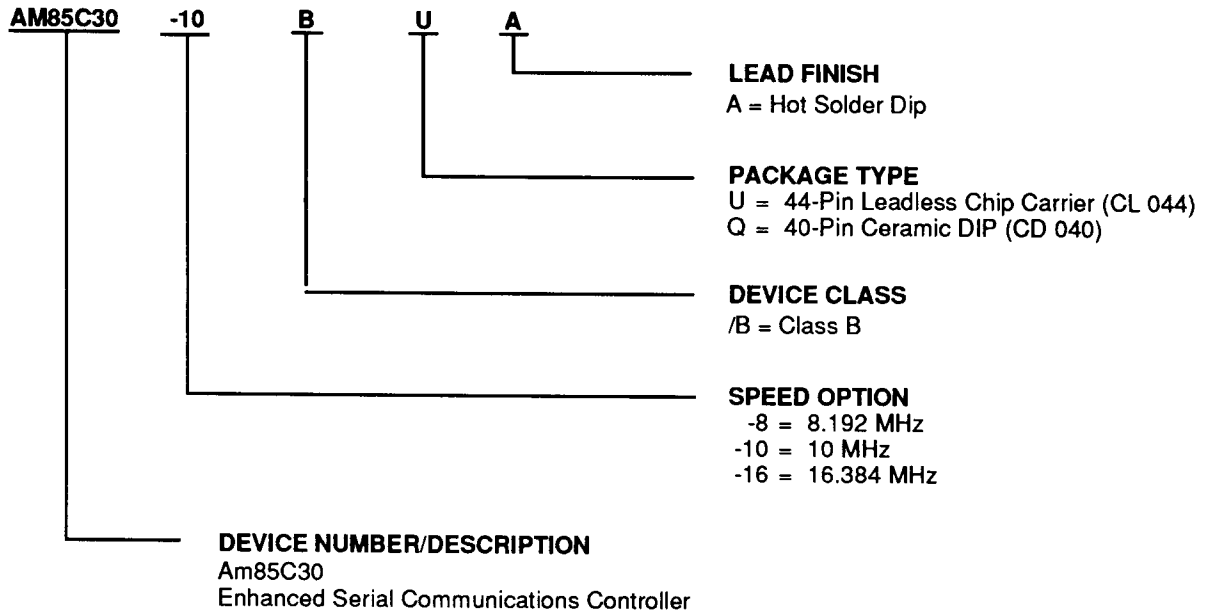 AM85C30 -10 B U A
LEAD FINISH
A = Hot Solder Dip
PACKAGE TYPE
U = 44-Pin Leadless Chip Carrier (CL 044)
Q = 40-Pin Ceramic DIP (CD 040)
DEVICE CLASS
/B = Class B
SPEED OPTION
-8 = 8.192 MHz
-10 = 10 MHz
-16 = 16.384 MHz
DEVICE NUMBER/DESCRIPTION
Am85C30
Enhanced Serial Communications Controller